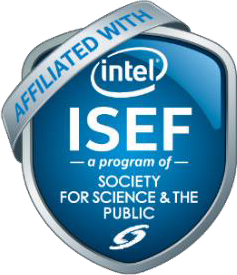 AFFILIATED WITH
intel
ISEF
— a program of —
SOCIETY
FOR SCIENCE & THE
PUBLIC